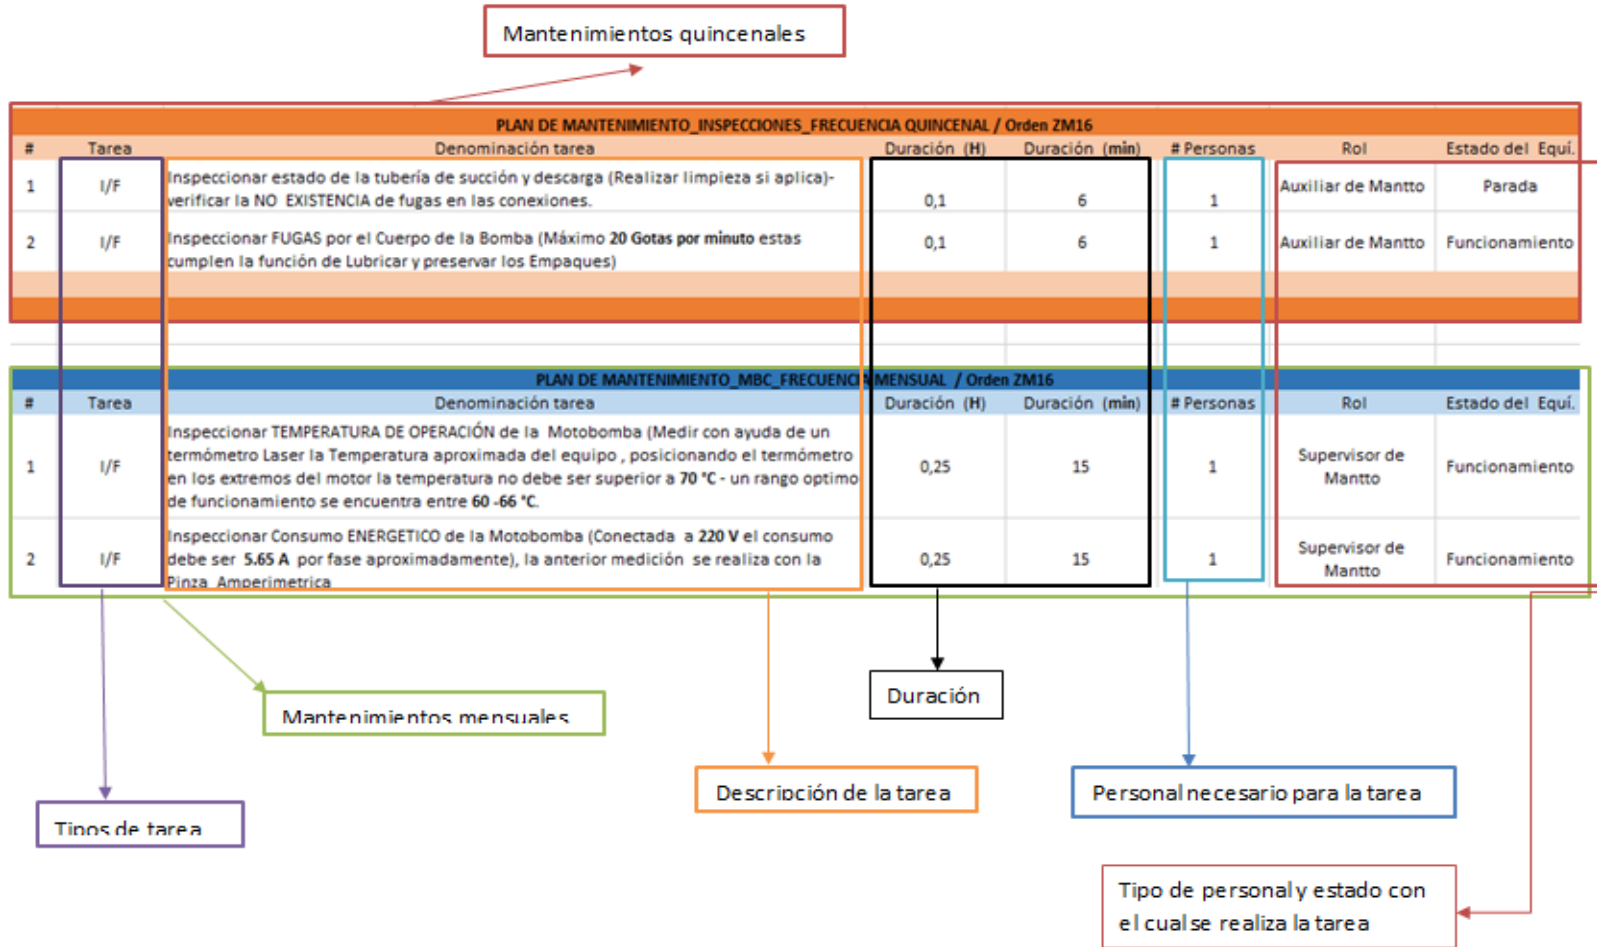 Mantenimientos quincenales
PLAN DE MANTENIMIENTO_INSPECCIONES_FRECUENCIA QUINCENAL / Orden ZM16
# Tarea Denominación tarea Duración (H) Duración (min) # Personas Rol Estado del Equí.
1 I/F Inspeccionar estado de la tubería de succión y descarga (Realizar limpieza si aplica)-
verificar la NO EXISTENCIA de fugas en las conexiones. 0,1 6 1 Auxiliar de Mantto Parada
2 I/F Inspeccionar FUGAS por el Cuerpo de la Bomba (Máximo 20 Gotas por minuto estas
cumplen la función de Lubricar y preservar los Empaques) 0,1 6 1 Auxiliar de Mantto Funcionamiento
PLAN DE MANTENIMIENTO_MBC_FRECUENCIA MENSUAL / Orden ZM16
# Tarea Denominación tarea Duración (H) Duración (min) # Personas Rol Estado del Equí.
1 I/F Inspeccionar TEMPERATURA DE OPERACIÓN de la Motobomba (Medir con ayuda de un
termómetro Laser la Temperatura aproximada del equipo , posicionando el termómetro
en los extremos del motor la temperatura no debe ser superior a 70 °C - un rango optimo
de funcionamiento se encuentra entre 60 -66 °C. 0,25 15 1 Supervisor de
Mantto Funcionamiento
2 I/F Inspeccionar Consumo ENERGETICO de la Motobomba (Conectada a 220 V el consumo
debe ser 5.65 A por fase aproximadamente), la anterior medición se realiza con la
Pinza Amperimetrica 0,25 15 1 Supervisor de
Mantto Funcionamiento
Duración
Mantenimientos mensuales
Descripción de la tarea
Personal necesario para la tarea
Tipos de tarea
Tipo de personal y estado con
el cual se realiza la tarea